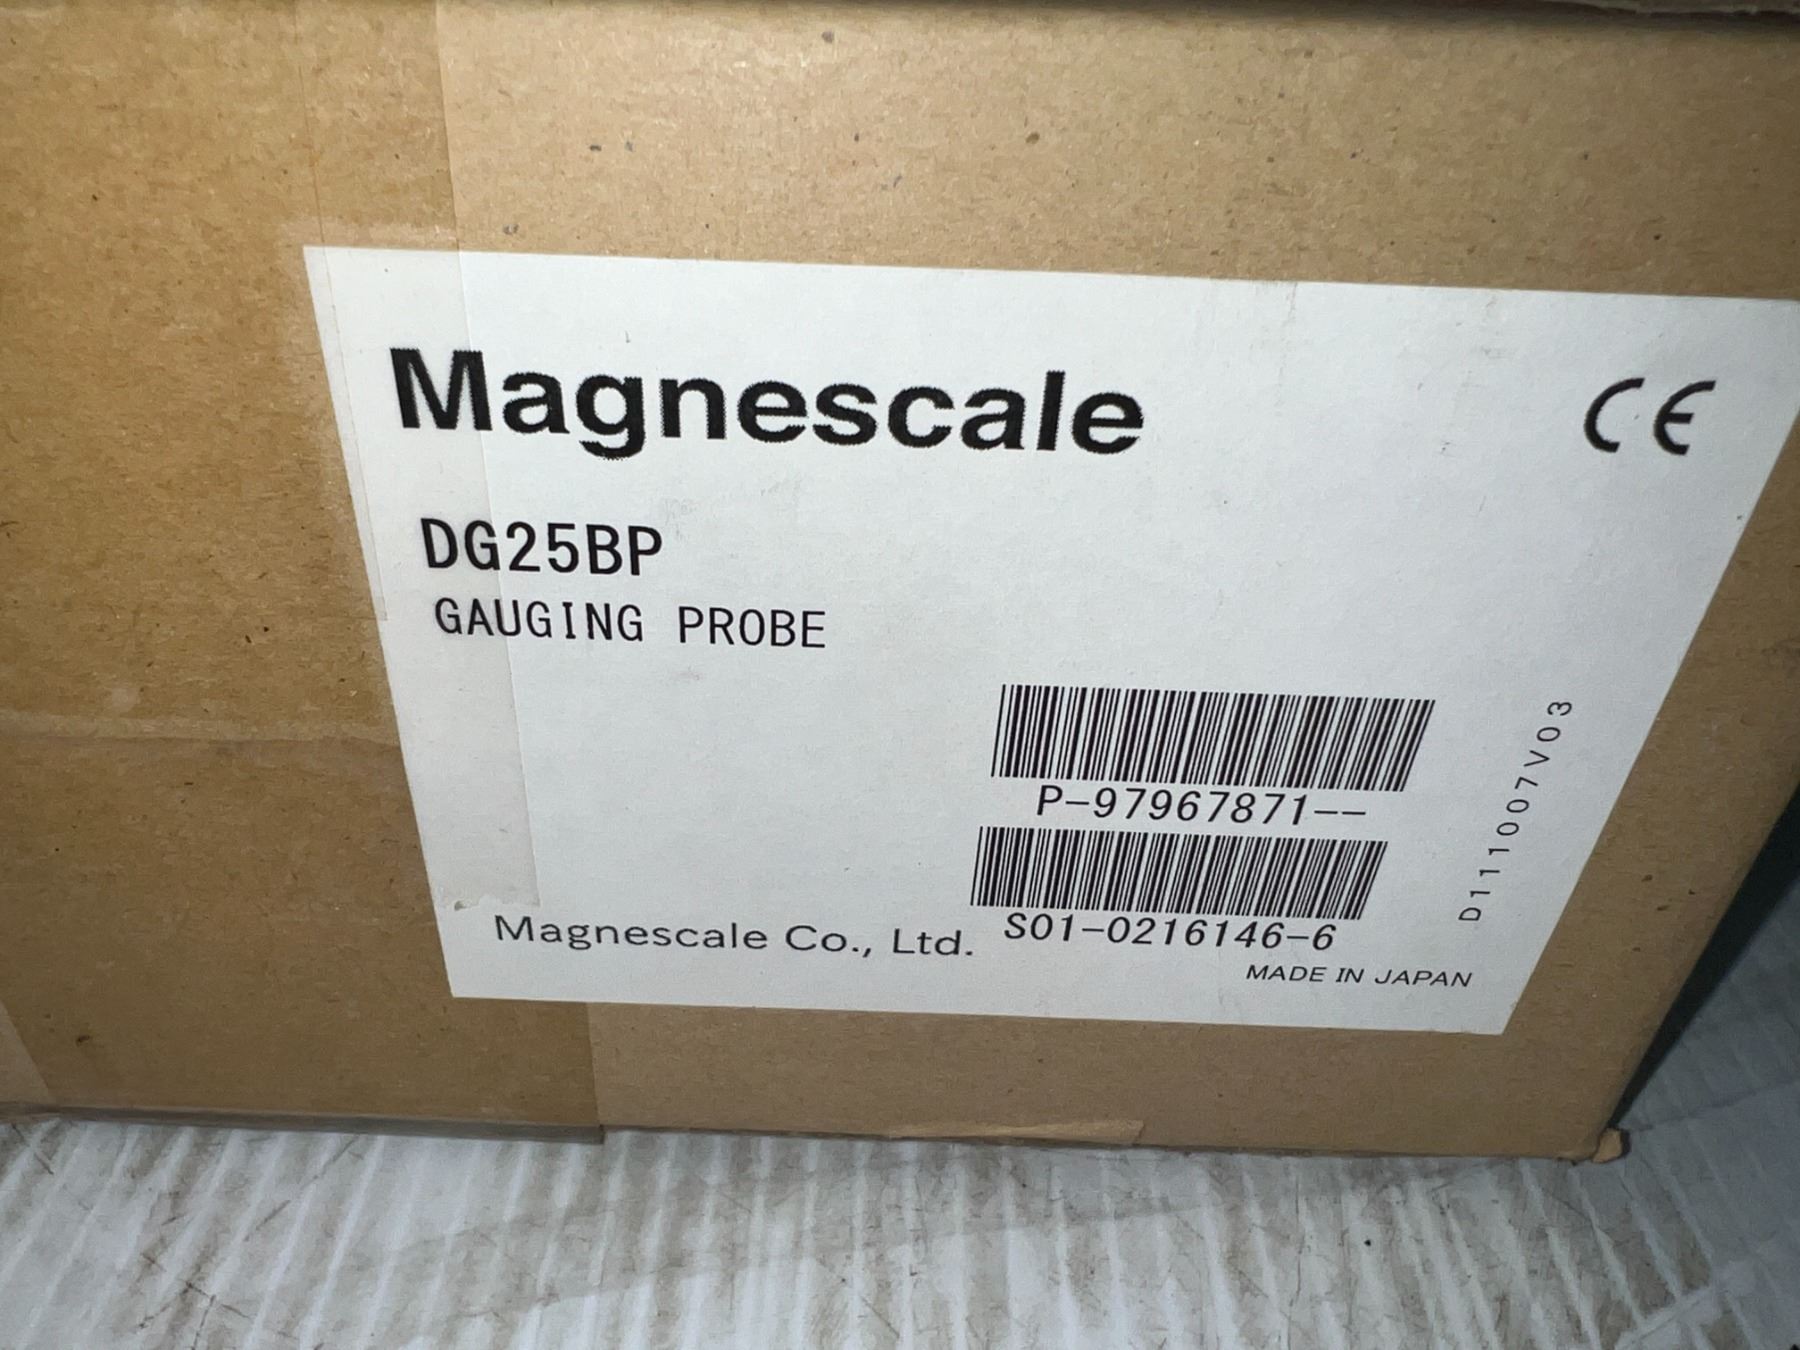 Magnescale
CE
DG25BP
GAUGING PROBE
P-97967871--
S01-0216146-6
Magnescale Co., Ltd.
MADE IN JAPAN
D111007V03